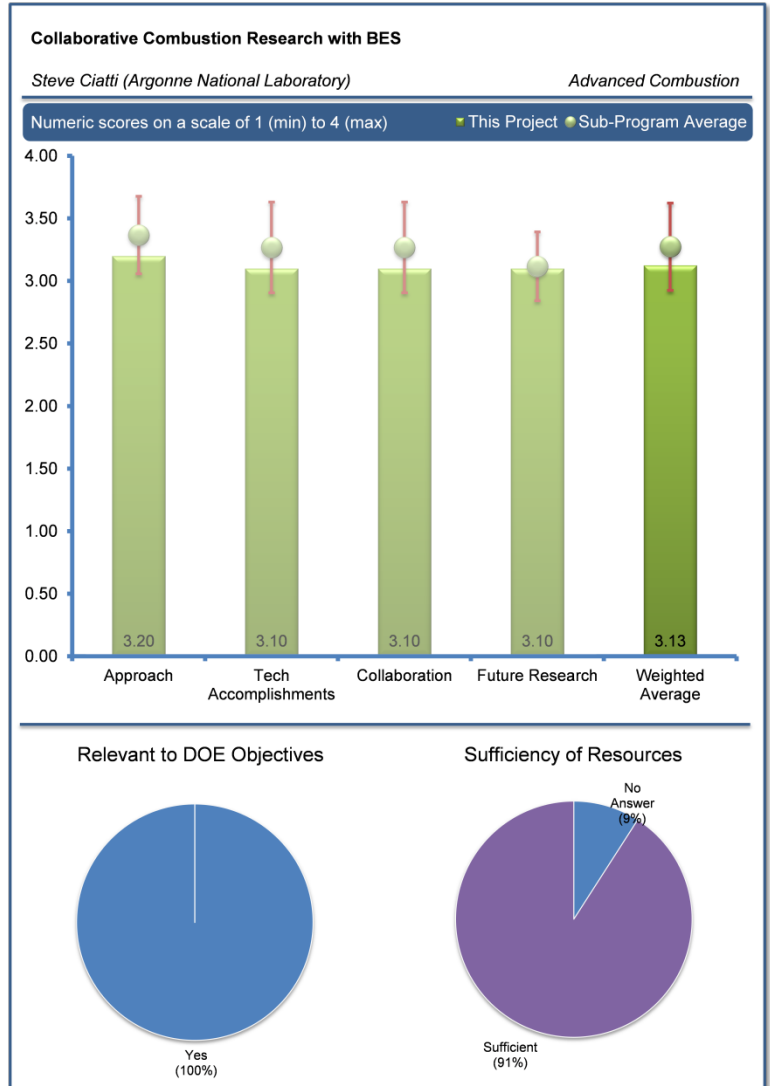 Collaborative Combustion Research with BES
Steve Ciatti (Argonne National Laboratory) Advanced Combustion
Numeric scores on a scale of 1 (min) to 4 (max) This Project Sub-Program Average
4.00
3.50
3.00
2.50
2.00
1.50
1.00
0.50
0.00
3.20 3.10 3.10 3.10 3.13
Approach Tech Collaboration Future Research Weighted
Accomplishments Average
Relevant to DOE Objectives Sufficiency of Resources
No
Answer
(9%)
Yes
(100%)
Sufficient
(91%)